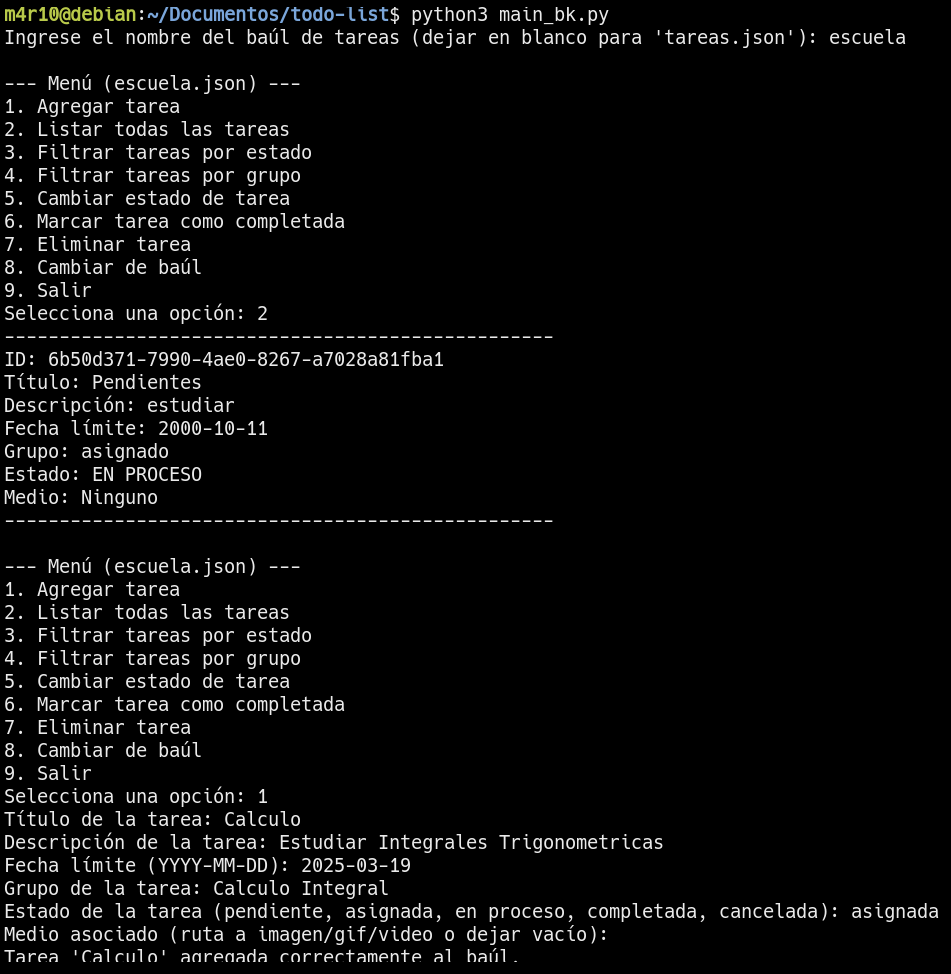 m4r10@debian:~/Documentos/todo-list$ python3 main_bk.py
Ingrese el nombre del baúl de tareas (dejar en blanco para 'tareas.json'): escuela
--- Menú (escuela.json) ---
1. Agregar tarea
2. Listar todas las tareas
3. Filtrar tareas por estado
4. Filtrar tareas por grupo
5. Cambiar estado de tarea
6. Marcar tarea como completada
7. Eliminar tarea
8. Cambiar de baúl
9. Salir
Selecciona una opción: 2
--------------------------------------------------
ID: 6b50d371-7990-4ae0-8267-a7028a81fba1
Título: Pendientes
Descripción: estudiar
Fecha límite: 2000-10-11
Grupo: asignado
Estado: EN PROCESO
Medio: Ninguno
--------------------------------------------------
--- Menú (escuela.json) ---
1. Agregar tarea
2. Listar todas las tareas
3. Filtrar tareas por estado
4. Filtrar tareas por grupo
5. Cambiar estado de tarea
6. Marcar tarea como completada
7. Eliminar tarea
8. Cambiar de baúl
9. Salir
Selecciona una opción: 1
Título de la tarea: Calculo
Descripción de la tarea: Estudiar Integrales Trigonometricas
Fecha límite (YYYY-MM-DD): 2025-03-19
Grupo de la tarea: Calculo Integral
Estado de la tarea (pendiente, asignada, en proceso, completada, cancelada): asignada
Medio asociado (ruta a imagen/gif/video o dejar vacío):
Tarea 'Calculo' agregada correctamente al baúl.